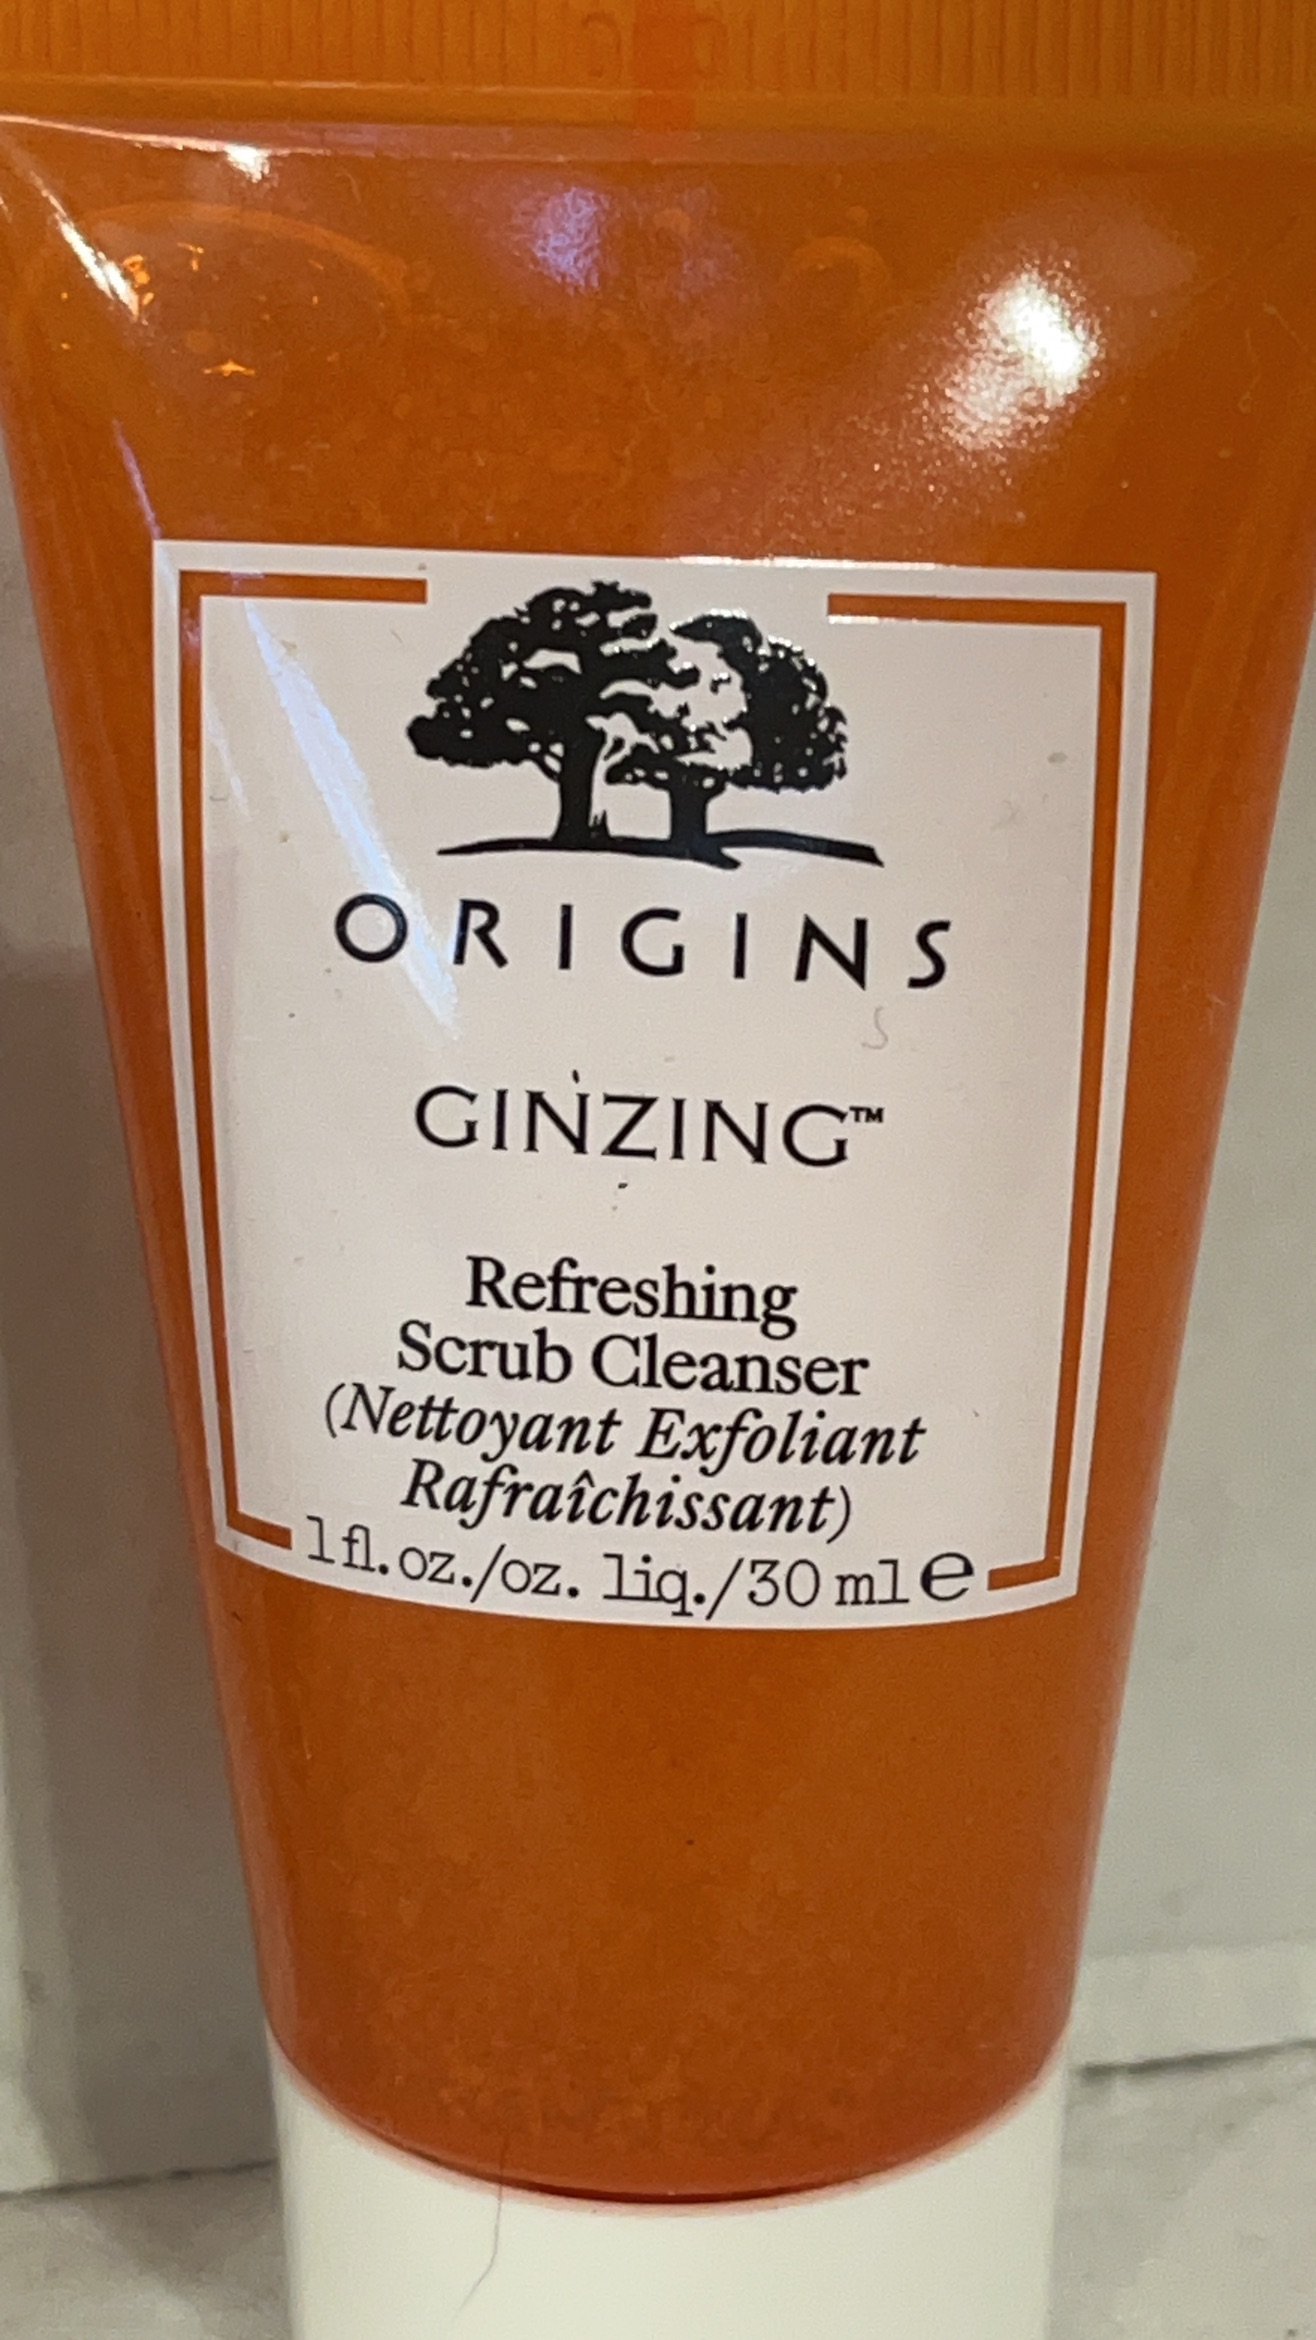 ORIGINS
GINZING™
Refreshing
Scrub Cleanser
(Nettoyant Exfoliant
Rafraîchissant)
1 fl. oz./oz. liq./30 ml e